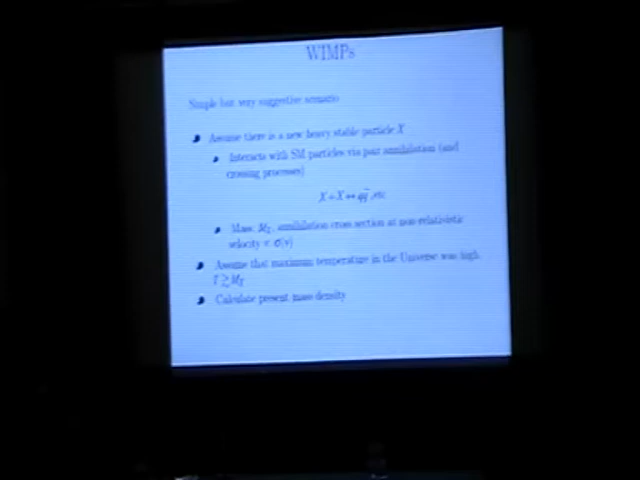 WIMPs
Simple but very suggestive scenario
Assume there is a new heavy stable particle X
Interacts with SM particles via pair annihilation (and
crossing processes)
X + X ↔ qq̄, etc
Mass: M_X, annihilation cross section at non-relativistic
velocity v: σ(v)
Assume that maximum temperature in the Universe was high,
T ≳ M_X
Calculate present mass density